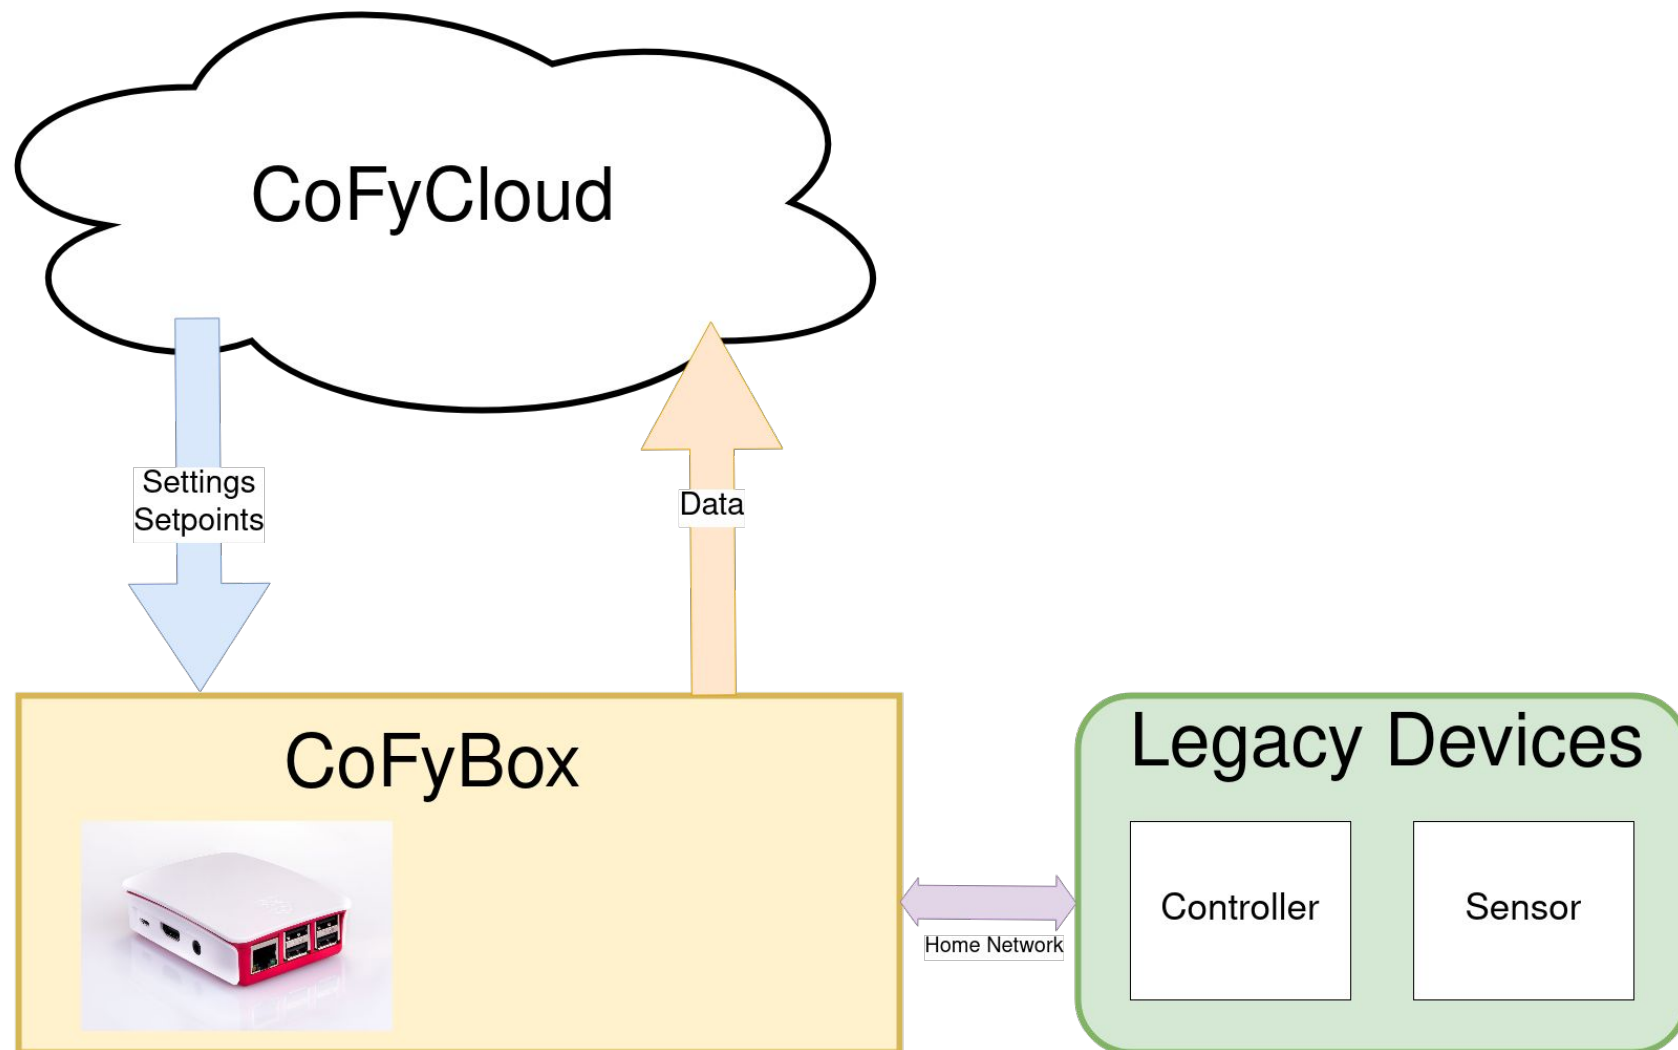 CoFyCloud
Settings
Setpoints
Data
CoFyBox
Legacy Devices
Controller
Sensor
Home Network